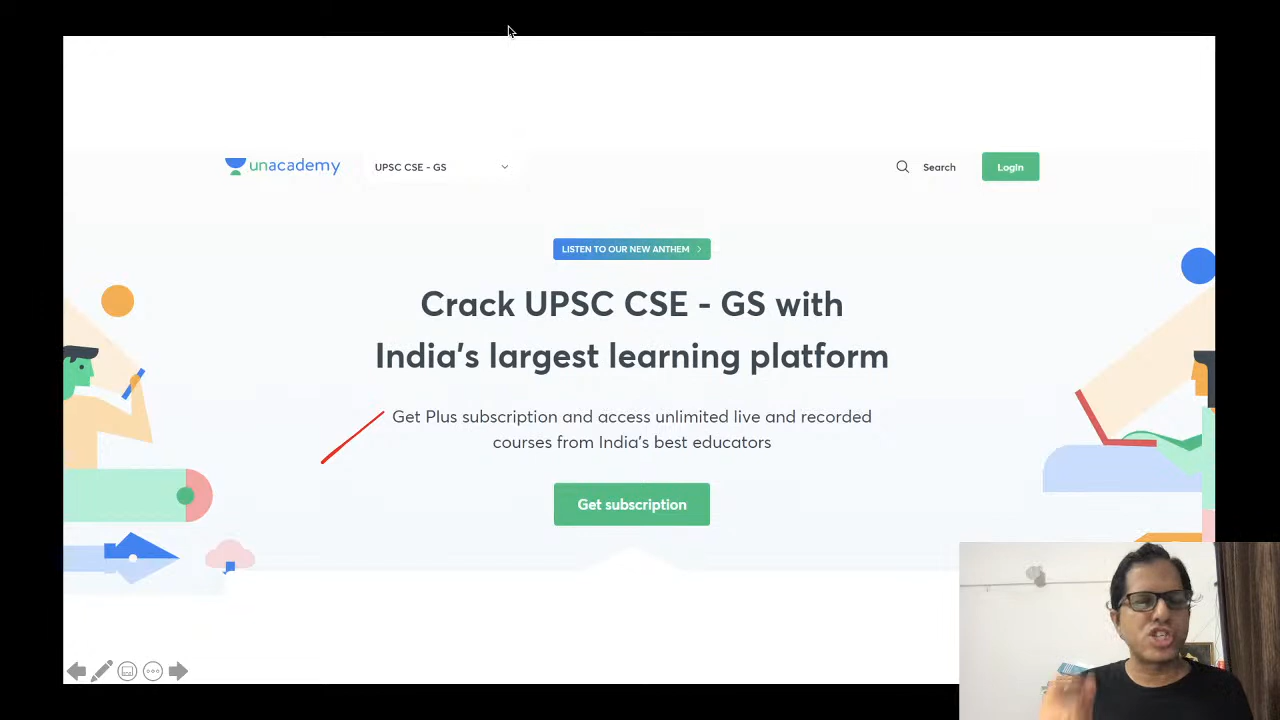 unacademy
UPSC CSE - GS
Search
Login
LISTEN TO OUR NEW ANTHEM
Crack UPSC CSE - GS with
India's largest learning platform
Get Plus subscription and access unlimited live and recorded
courses from India's best educators
Get subscription